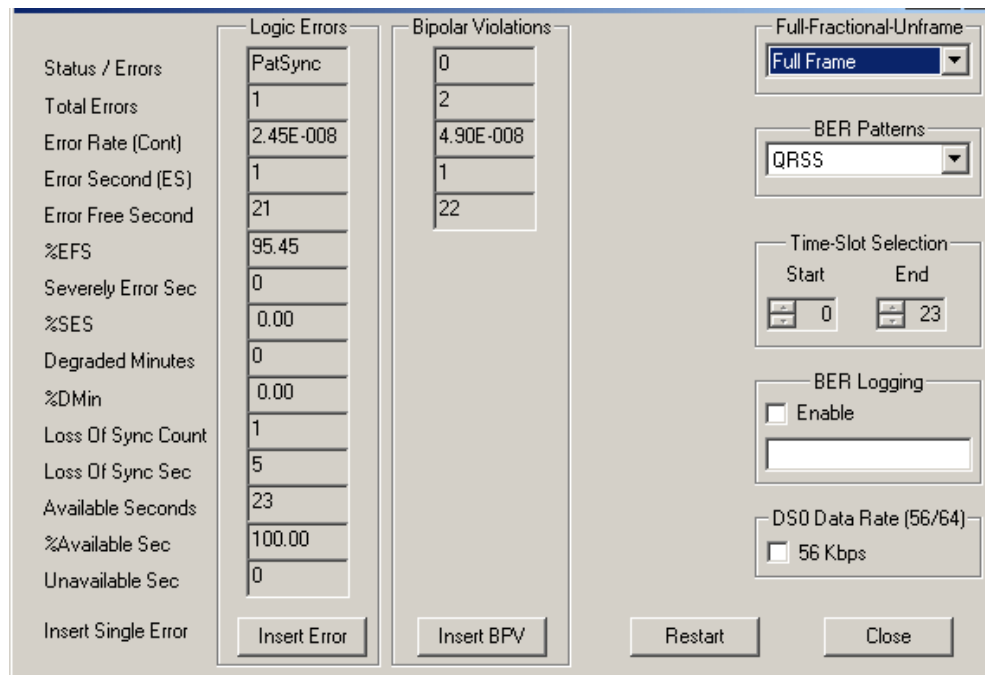 Logic Errors Bipolar Violations Full-Fractional-Unframe
Status / Errors PatSync 0 Full Frame
Total Errors 1 2
Error Rate (Cont) 2.45E-008 4.90E-008 BER Patterns
Error Second (ES) 1 1 QRSS
Error Free Second 21 22
%EFS 95.45 Time-Slot Selection
Severely Error Sec 0 Start End
%SES 0.00 0 23
Degraded Minutes 0
%DMin 0.00 BER Logging
Loss Of Sync Count 1 Enable
Loss Of Sync Sec 5
Available Seconds 23 DS0 Data Rate (56/64)
%Available Sec 100.00 56 Kbps
Unavailable Sec 0
Insert Single Error Insert Error Insert BPV Restart Close